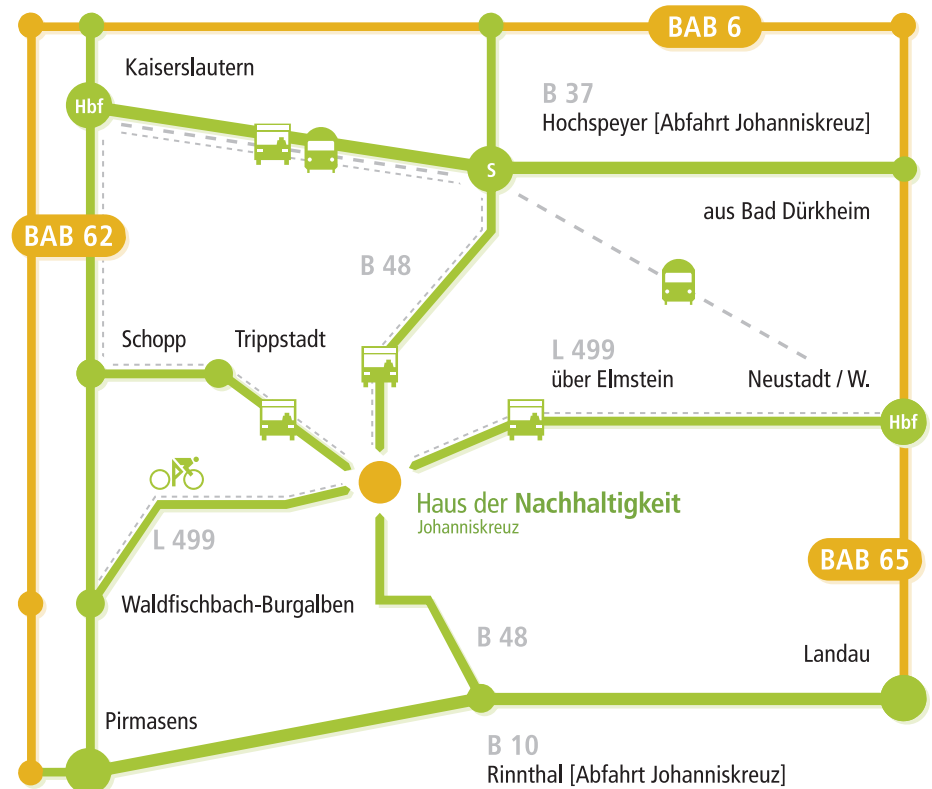 BAB 6
Kaiserslautern
Hbf
B 37
Hochspeyer [Abfahrt Johanniskreuz]
S
aus Bad Dürkheim
BAB 62
B 48
Schopp
Trippstadt
L 499
über Elmstein
Neustadt / W.
Hbf
Haus der Nachhaltigkeit
Johanniskreuz
L 499
BAB 65
Waldfischbach-Burgalben
B 48
Landau
Pirmasens
B 10
Rinnthal [Abfahrt Johanniskreuz]